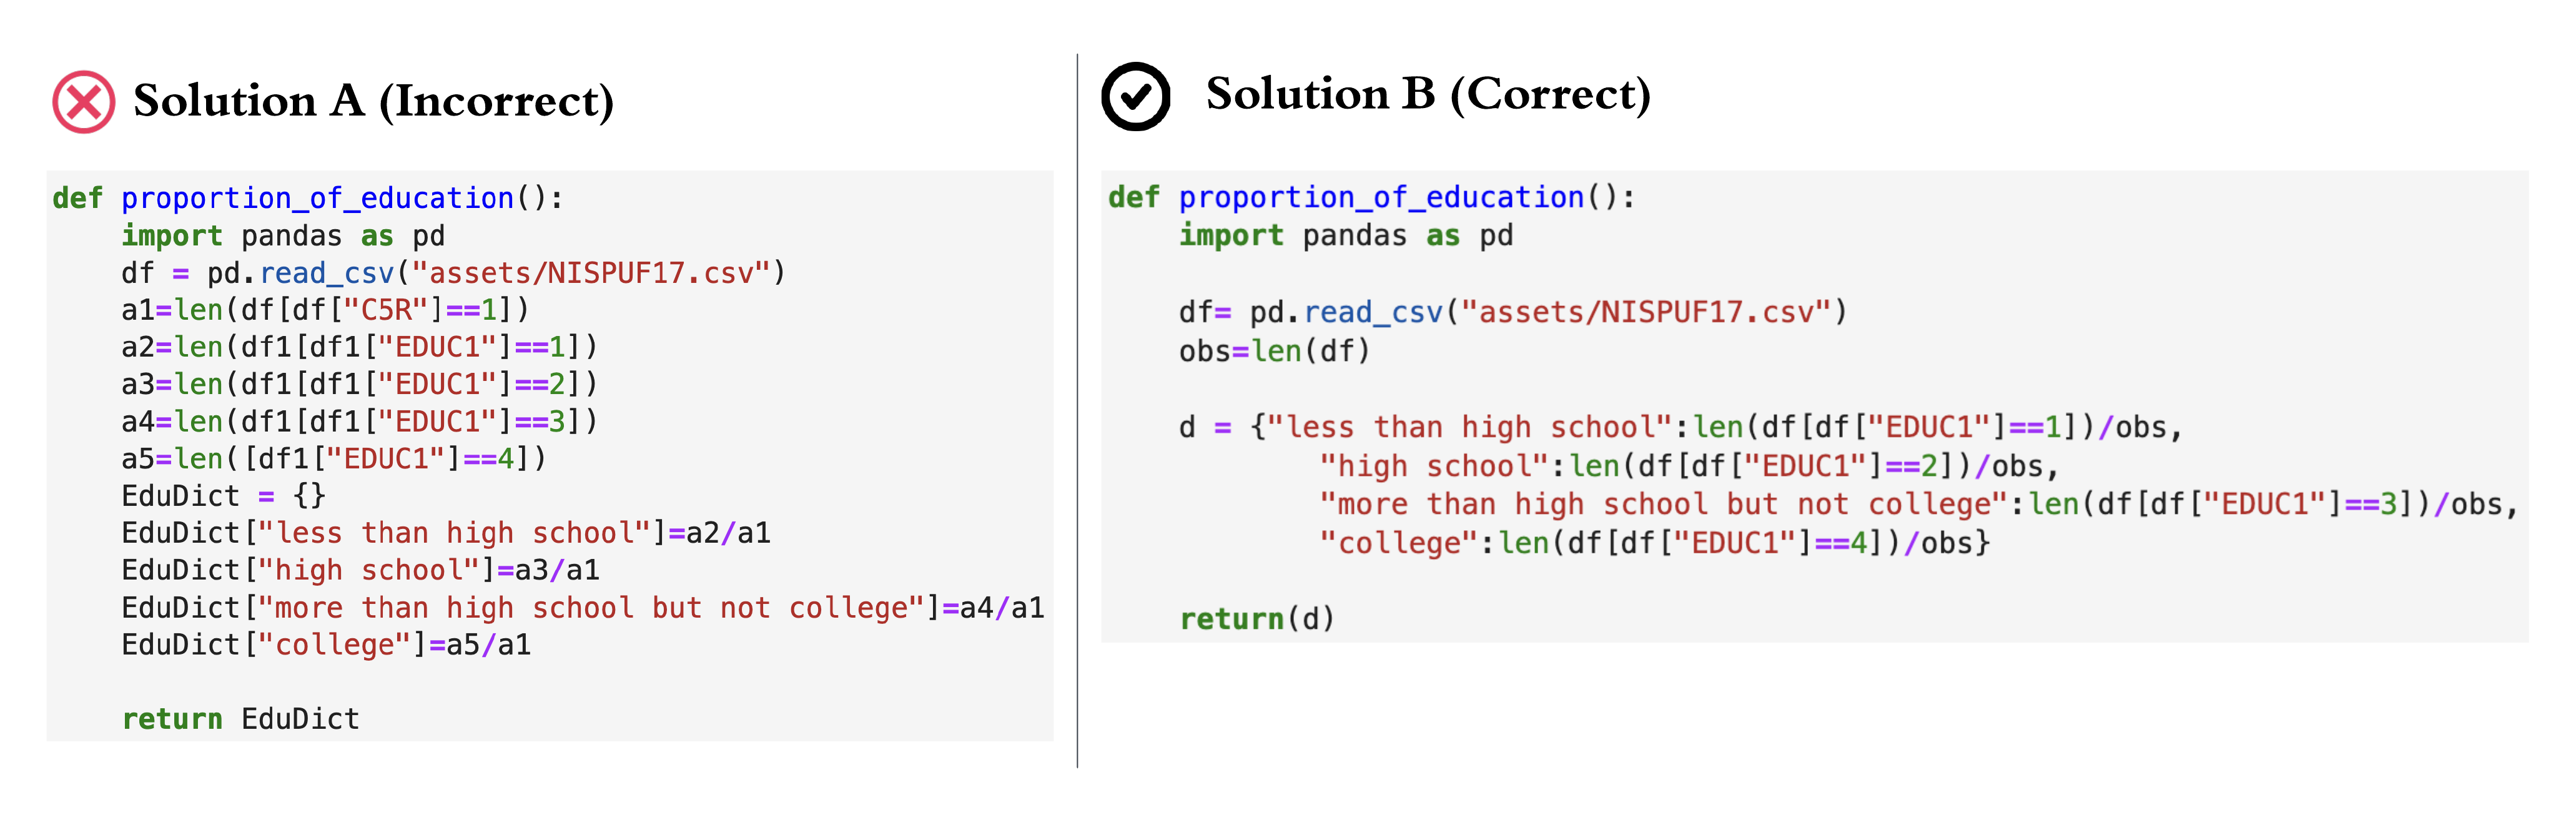 Solution A (Incorrect)
def proportion_of_education():
    import pandas as pd
    df = pd.read_csv("assets/NISPUF17.csv")
    a1=len(df[df["C5R"]==1])
    a2=len(df1[df1["EDUC1"]==1])
    a3=len(df1[df1["EDUC1"]==2])
    a4=len(df1[df1["EDUC1"]==3])
    a5=len([df1["EDUC1"]==4])
    EduDict = {}
    EduDict["less than high school"]=a2/a1
    EduDict["high school"]=a3/a1
    EduDict["more than high school but not college"]=a4/a1
    EduDict["college"]=a5/a1
    return EduDict
Solution B (Correct)
def proportion_of_education():
    import pandas as pd
    df= pd.read_csv("assets/NISPUF17.csv")
    obs=len(df)
    d = {"less than high school":len(df[df["EDUC1"]==1])/obs,
         "high school":len(df[df["EDUC1"]==2])/obs,
         "more than high school but not college":len(df[df["EDUC1"]==3])/obs,
         "college":len(df[df["EDUC1"]==4])/obs}
    return(d)